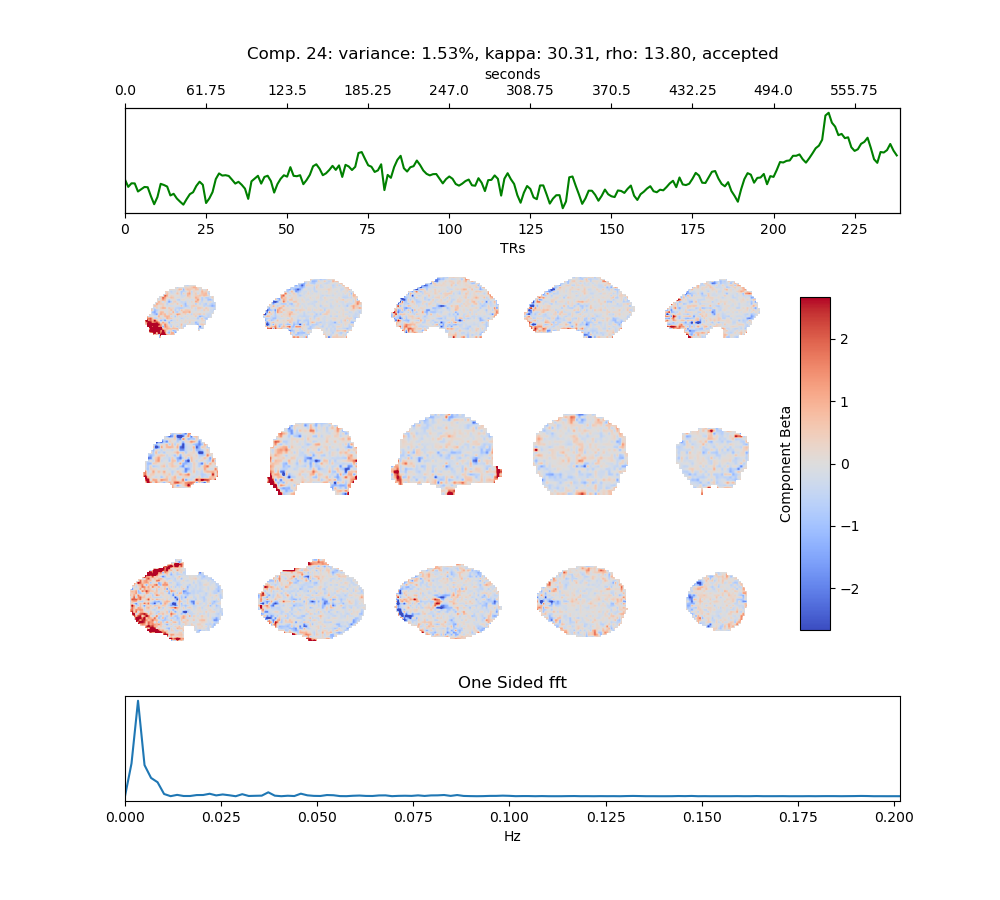 Comp. 24: variance: 1.53%, kappa: 30.31, rho: 13.80, accepted
seconds
0.0 61.75 123.5 185.25 247.0 308.75 370.5 432.25 494.0 555.75
0 25 50 75 100 125 150 175 200 225
TRs
2
1
0
−1
−2
Component Beta
One Sided fft
0.000 0.025 0.050 0.075 0.100 0.125 0.150 0.175 0.200
Hz